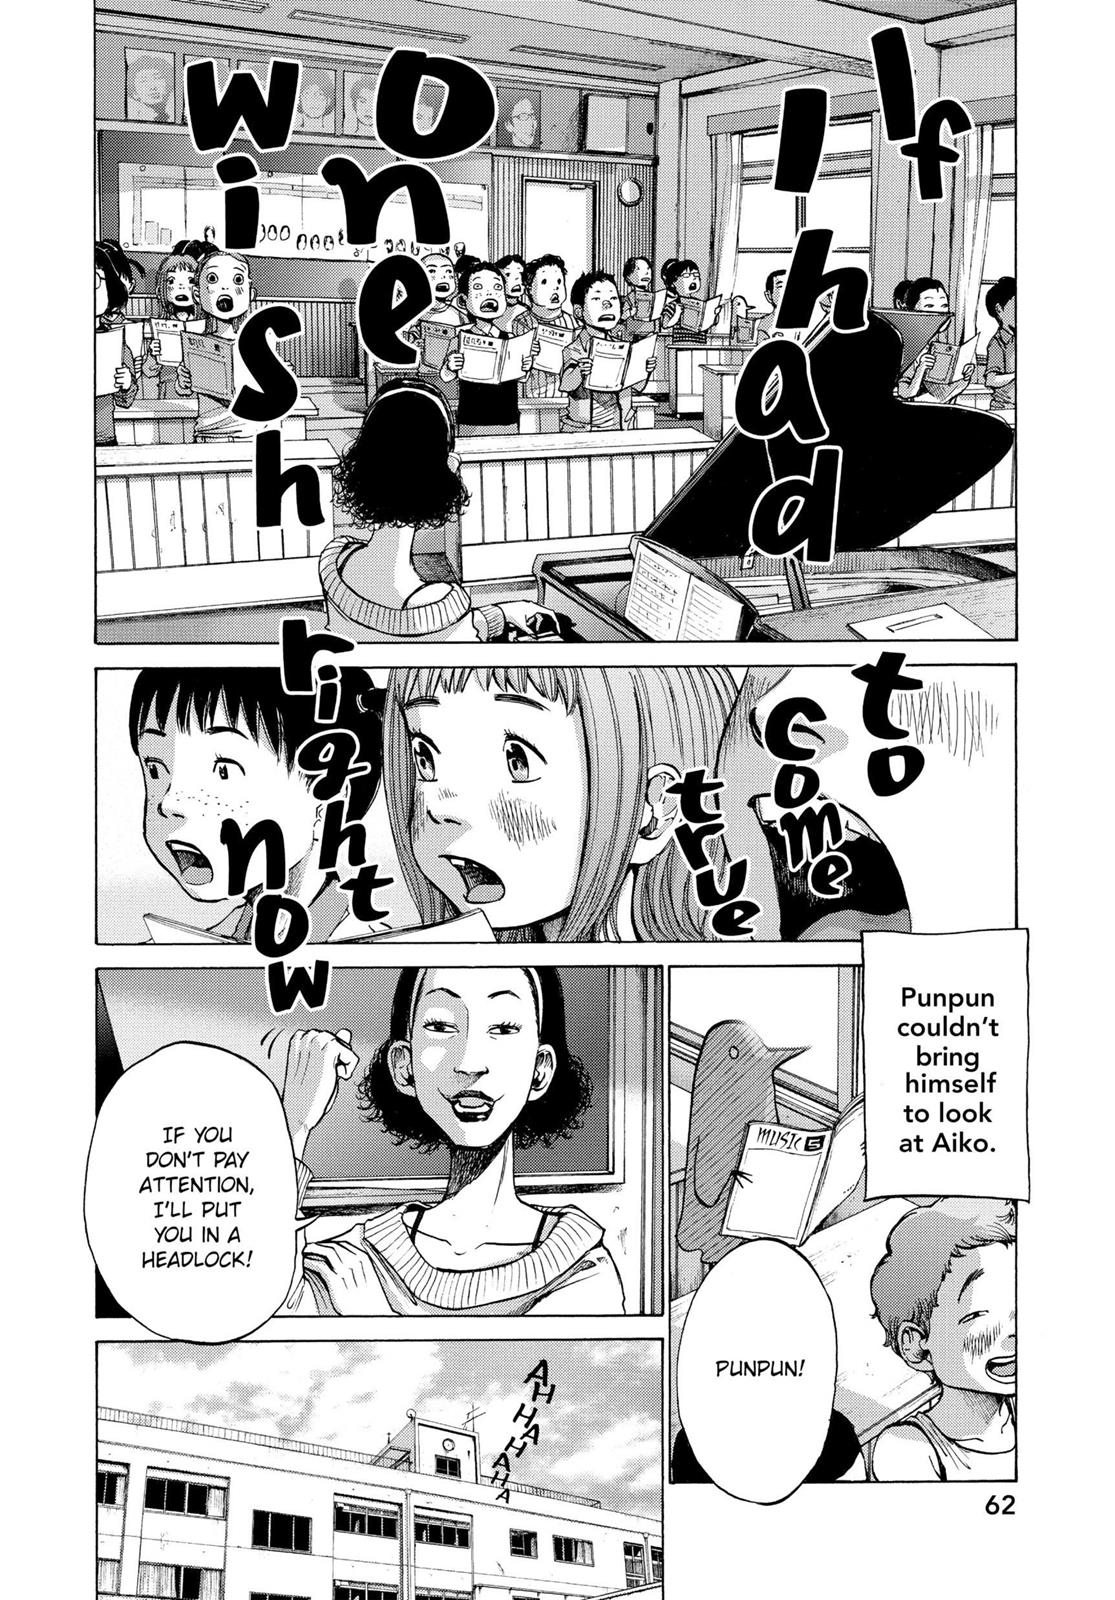 If
I had
one
wish
to
come
true
right
now
Punpun
couldn't
bring
himself
to look
at Aiko.
MUSIC 5
PUNPUN!
IF YOU
DON'T PAY
ATTENTION,
I'LL PUT
YOU IN A
HEADLOCK!
AHHAHAHAHA
62